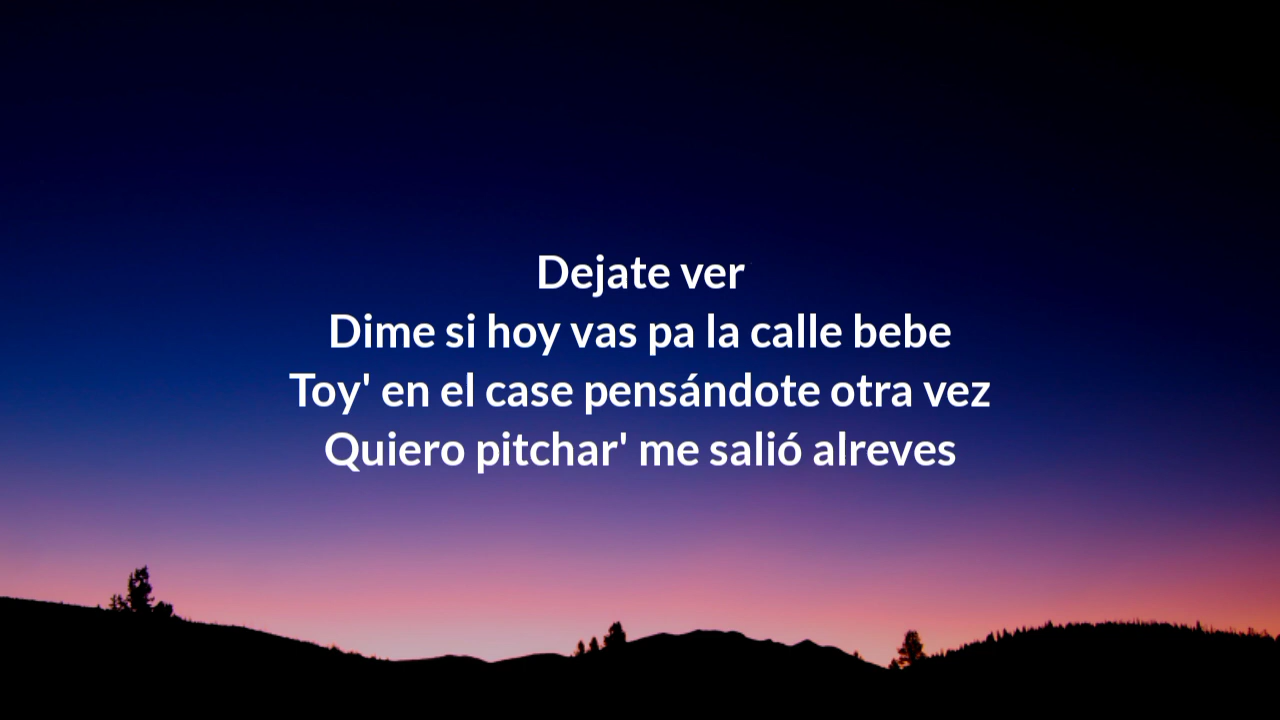 Dejate ver
Dime si hoy vas pa la calle bebe
Toy' en el case pensándote otra vez
Quiero pitchar' me salió alreves